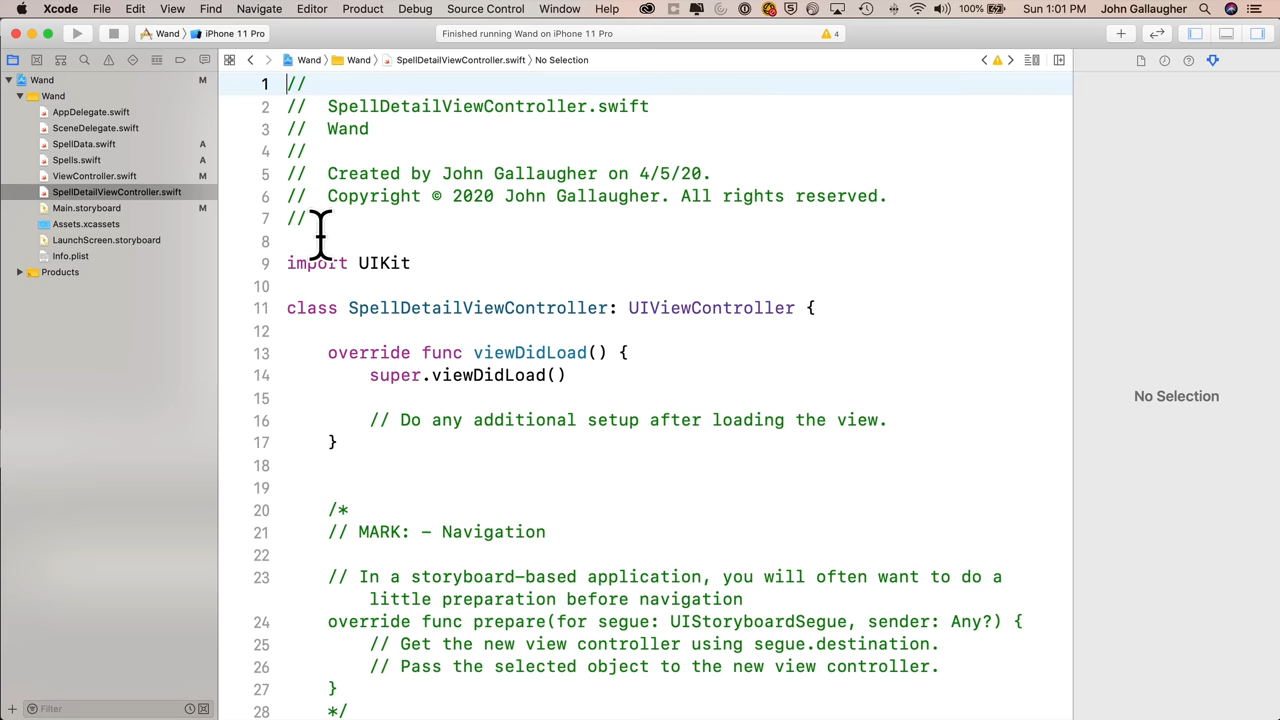 Xcode File Edit View Find Navigate Editor Product Debug Source Control Window Help 100% Sun 1:01 PM John Gallaugher
Wand iPhone 11 Pro Finished running Wand on iPhone 11 Pro 4
Wand Wand SpellDetailViewController.swift No Selection
Wand M
Wand
AppDelegate.swift
SceneDelegate.swift
SpellData.swift A
Spells.swift A
ViewController.swift M
SpellDetailViewController.swift
Main.storyboard M
Assets.xcassets
LaunchScreen.storyboard
Info.plist
Products
Filter
1 //
2 // SpellDetailViewController.swift
3 // Wand
4 //
5 // Created by John Gallaugher on 4/5/20.
6 // Copyright © 2020 John Gallaugher. All rights reserved.
7 //
8
9 import UIKit
10
11 class SpellDetailViewController: UIViewController {
12
13 override func viewDidLoad() {
14 super.viewDidLoad()
15
16 // Do any additional setup after loading the view.
17 }
18
19
20 /*
21 // MARK: - Navigation
22
23 // In a storyboard-based application, you will often want to do a
little preparation before navigation
24 override func prepare(for segue: UIStoryboardSegue, sender: Any?) {
25 // Get the new view controller using segue.destination.
26 // Pass the selected object to the new view controller.
27 }
28 */
No Selection